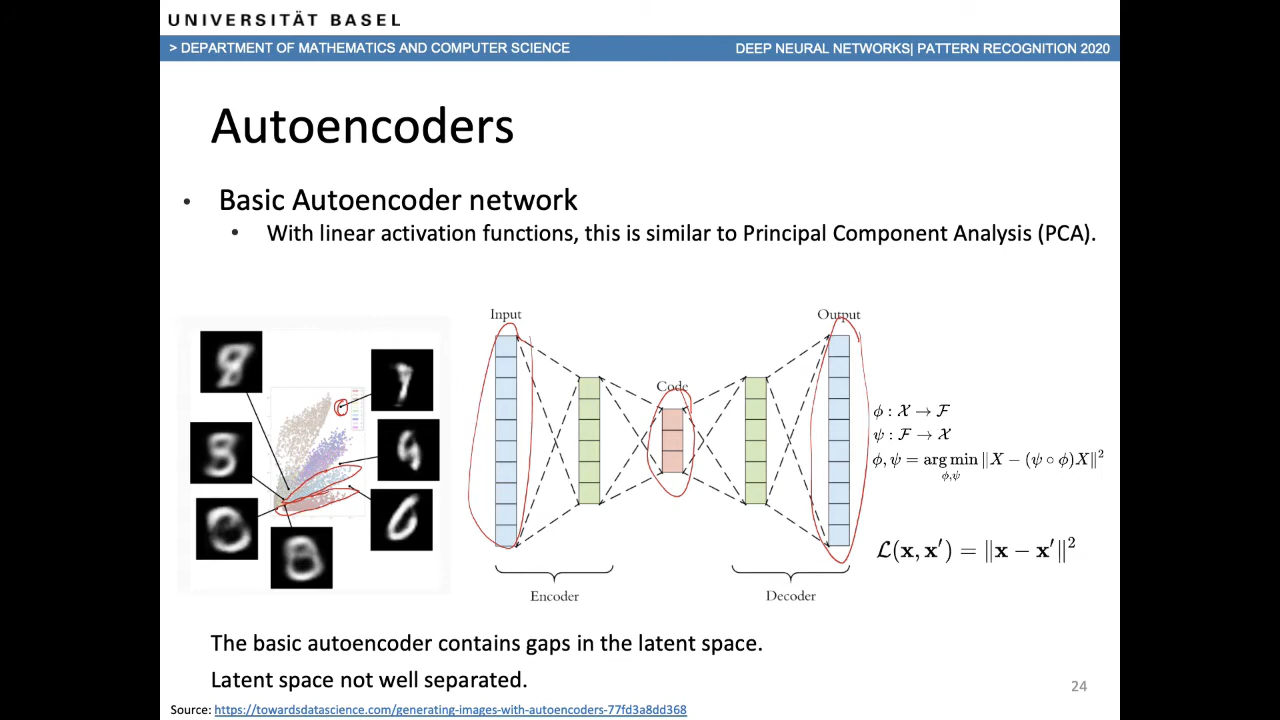 UNIVERSITÄT BASEL
> DEPARTMENT OF MATHEMATICS AND COMPUTER SCIENCE
DEEP NEURAL NETWORKS| PATTERN RECOGNITION 2020
Autoencoders
• Basic Autoencoder network
• With linear activation functions, this is similar to Principal Component Analysis (PCA).
Input
Output
Code
ϕ : 𝒳 → ℱ
ψ : ℱ → 𝒳
ϕ, ψ = arg min ‖X − (ψ ∘ ϕ)X‖²
ϕ,ψ
ℒ(x, x′) = ‖x − x′‖²
Encoder
Decoder
The basic autoencoder contains gaps in the latent space.
Latent space not well separated.
24
Source: https://towardsdatascience.com/generating-images-with-autoencoders-77fd3a8dd368